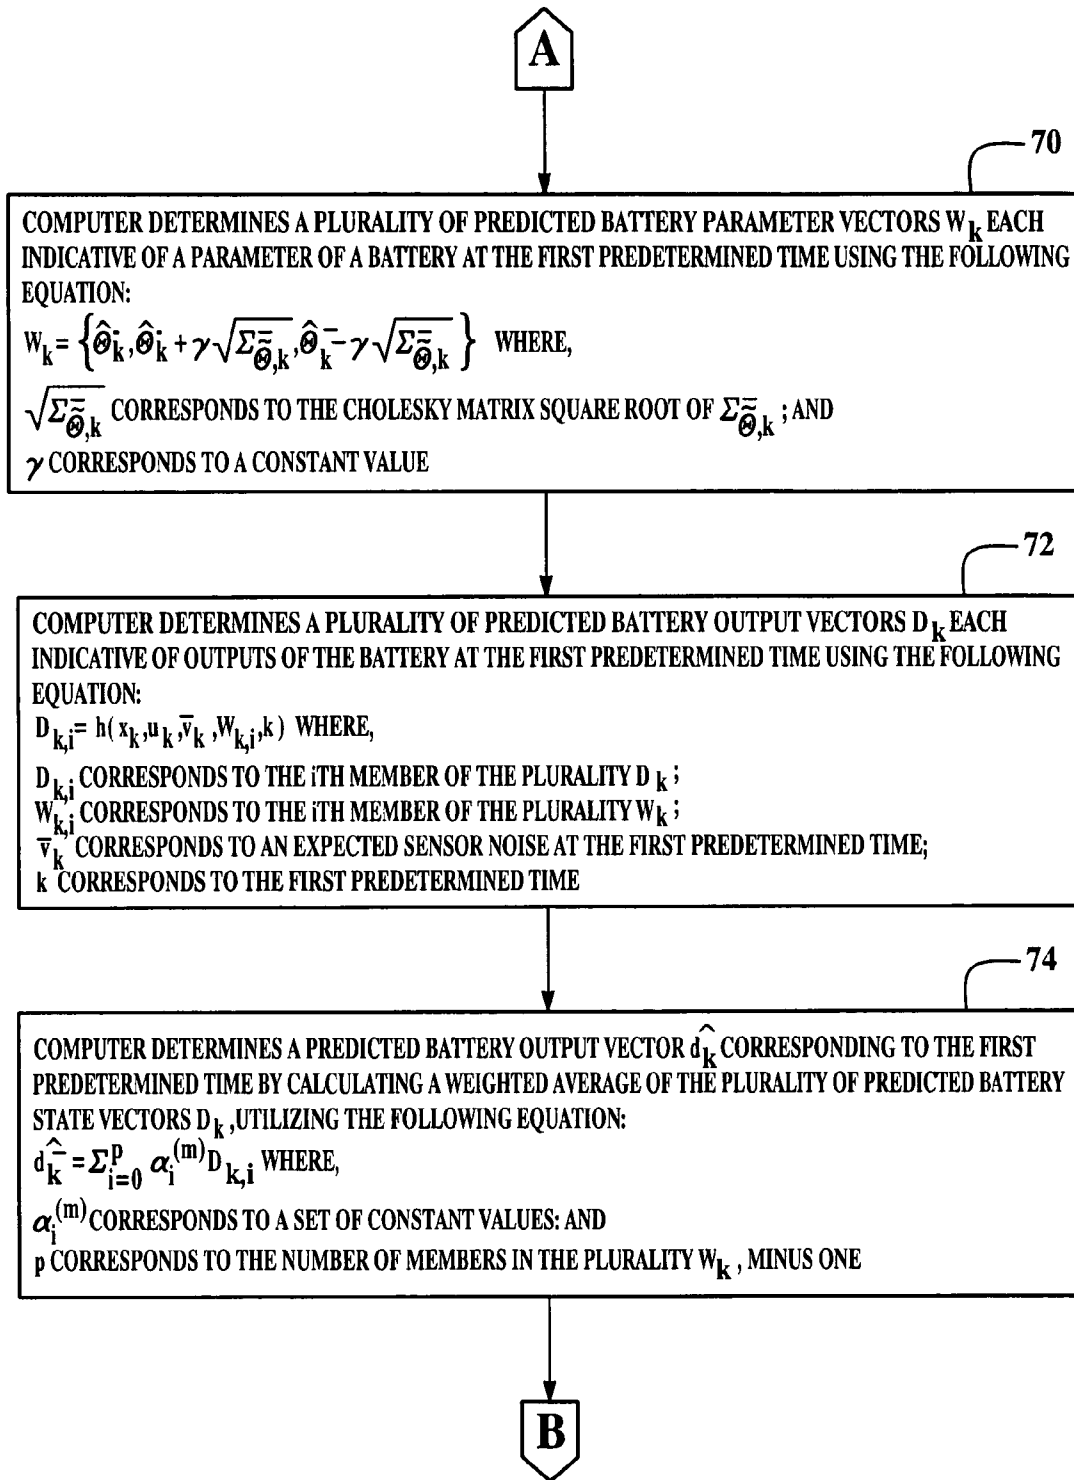 A
70
COMPUTER DETERMINES A PLURALITY OF PREDICTED BATTERY PARAMETER VECTORS W_k EACH
INDICATIVE OF A PARAMETER OF A BATTERY AT THE FIRST PREDETERMINED TIME USING THE FOLLOWING
EQUATION:
W_k = { Θ̂_k^-, Θ̂_k^- + γ√Σ_Θ̃,k^-, Θ̂_k^- - γ√Σ_Θ̃,k^- } WHERE,
√Σ_Θ̃,k^- CORRESPONDS TO THE CHOLESKY MATRIX SQUARE ROOT OF Σ_Θ̃,k^- ; AND
γ CORRESPONDS TO A CONSTANT VALUE
72
COMPUTER DETERMINES A PLURALITY OF PREDICTED BATTERY OUTPUT VECTORS D_k EACH
INDICATIVE OF OUTPUTS OF THE BATTERY AT THE FIRST PREDETERMINED TIME USING THE FOLLOWING
EQUATION:
D_k,i = h( x_k, u_k, v̄_k, W_k,i, k ) WHERE,
D_k,i CORRESPONDS TO THE iTH MEMBER OF THE PLURALITY D_k ;
W_k,i CORRESPONDS TO THE iTH MEMBER OF THE PLURALITY W_k ;
v̄_k CORRESPONDS TO AN EXPECTED SENSOR NOISE AT THE FIRST PREDETERMINED TIME;
k CORRESPONDS TO THE FIRST PREDETERMINED TIME
74
COMPUTER DETERMINES A PREDICTED BATTERY OUTPUT VECTOR d̂_k^- CORRESPONDING TO THE FIRST
PREDETERMINED TIME BY CALCULATING A WEIGHTED AVERAGE OF THE PLURALITY OF PREDICTED BATTERY
STATE VECTORS D_k ,UTILIZING THE FOLLOWING EQUATION:
d̂_k^- = Σ_i=0^p α_i^(m) D_k,i WHERE,
α_i^(m) CORRESPONDS TO A SET OF CONSTANT VALUES: AND
p CORRESPONDS TO THE NUMBER OF MEMBERS IN THE PLURALITY W_k , MINUS ONE
B